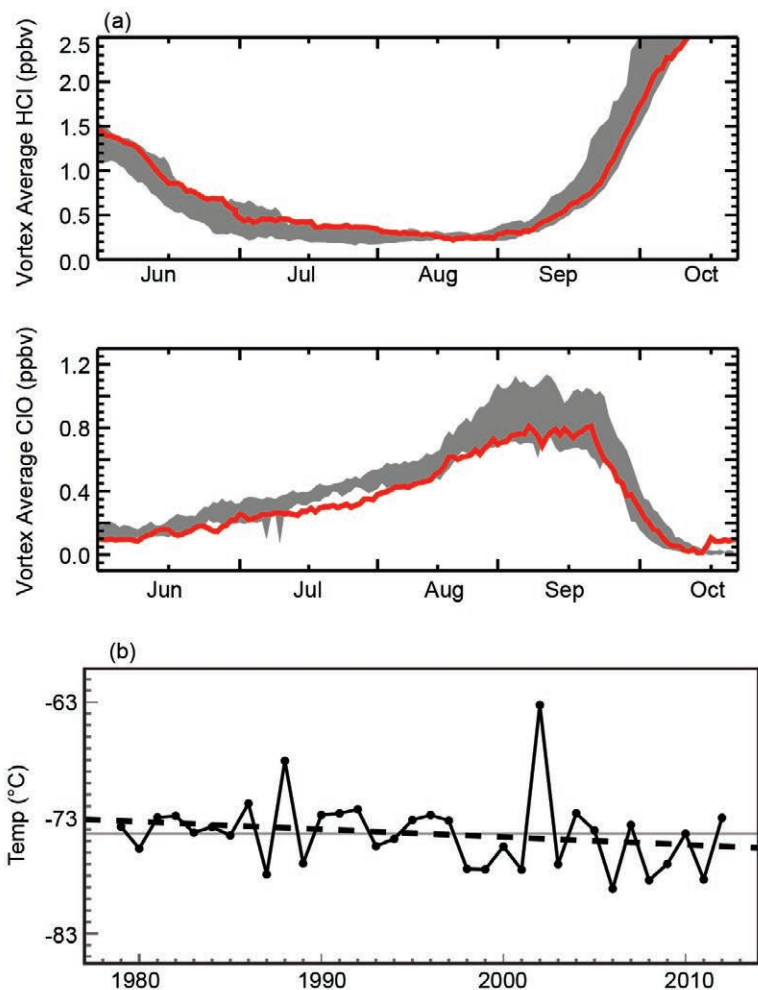 (a)
Vortex Average HCl (ppbv)
2.5
2.0
1.5
1.0
0.5
0.0
Jun Jul Aug Sep Oct
Vortex Average ClO (ppbv)
1.2
0.8
0.4
0.0
Jun Jul Aug Sep Oct
(b)
Temp (°C)
-63
-73
-83
1980 1990 2000 2010